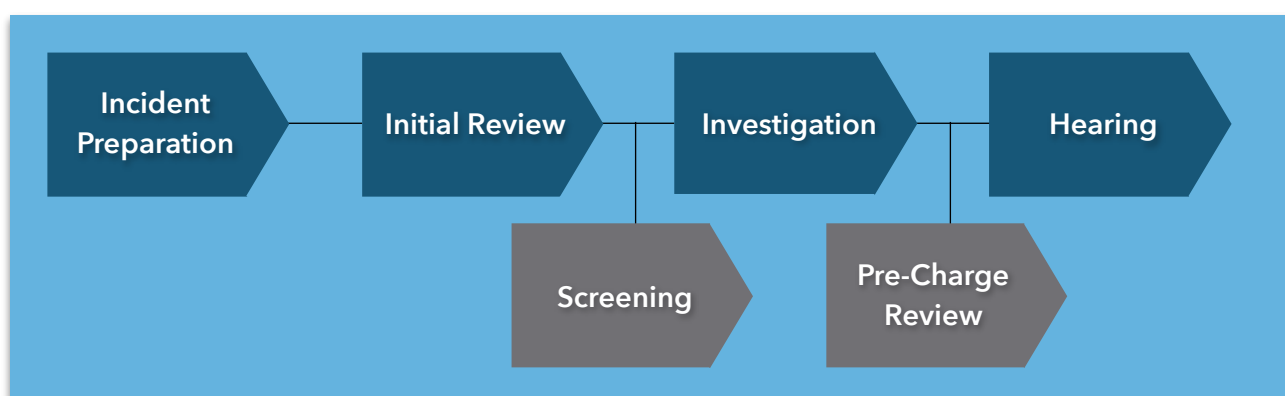 Incident
Preparation
Initial Review
Investigation
Hearing
Screening
Pre-Charge
Review